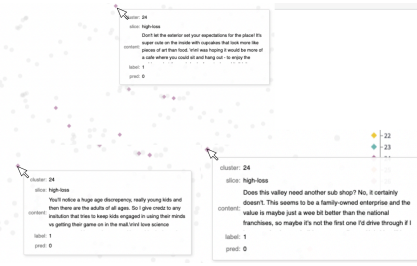 cluster: 24
slice: high-loss
Don't let the exterior set your expectations for the place! It's
super cute on the inside with cupcakes that look more like
pieces of art than food. \n\nI was hoping it would be more of
content: a cafe where you could sit and hang out - to enjoy the
label: 1
pred: 0
22
23
cluster: 24
slice: high-loss
You'll notice a huge age discrepency, really young kids and
then there are the adults of all ages. So I give credz to any
content: insitution that tries to keep kids engaged in using their minds
vs getting their game on in the mall.\n\nI love science
label: 1
pred: 0
cluster: 24
slice: high-loss
Does this valley need another sub shop? No, it certainly
doesn't. This seems to be a family-owned enterprise and the
content: value is maybe just a wee bit better than the national
franchises, so maybe it's not the first one I'd drive through if I
label: 1
pred: 0